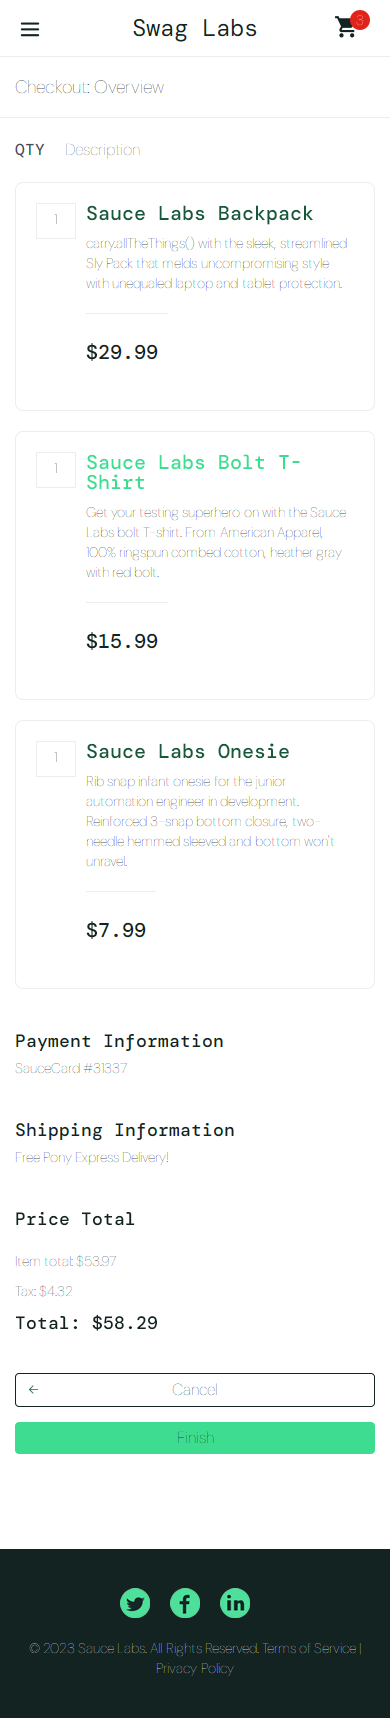 Swag Labs
3
Checkout: Overview
QTY Description
1
Sauce Labs Backpack
carry.allTheThings() with the sleek, streamlined
Sly Pack that melds uncompromising style
with unequaled laptop and tablet protection.
$29.99
1
Sauce Labs Bolt T-
Shirt
Get your testing superhero on with the Sauce
Labs bolt T-shirt. From American Apparel,
100% ringspun combed cotton, heather gray
with red bolt.
$15.99
1
Sauce Labs Onesie
Rib snap infant onesie for the junior
automation engineer in development.
Reinforced 3-snap bottom closure, two-
needle hemmed sleeved and bottom won't
unravel.
$7.99
Payment Information
SauceCard #31337
Shipping Information
Free Pony Express Delivery!
Price Total
Item total: $53.97
Tax: $4.32
Total: $58.29
Cancel
Finish
© 2023 Sauce Labs. All Rights Reserved. Terms of Service |
Privacy Policy